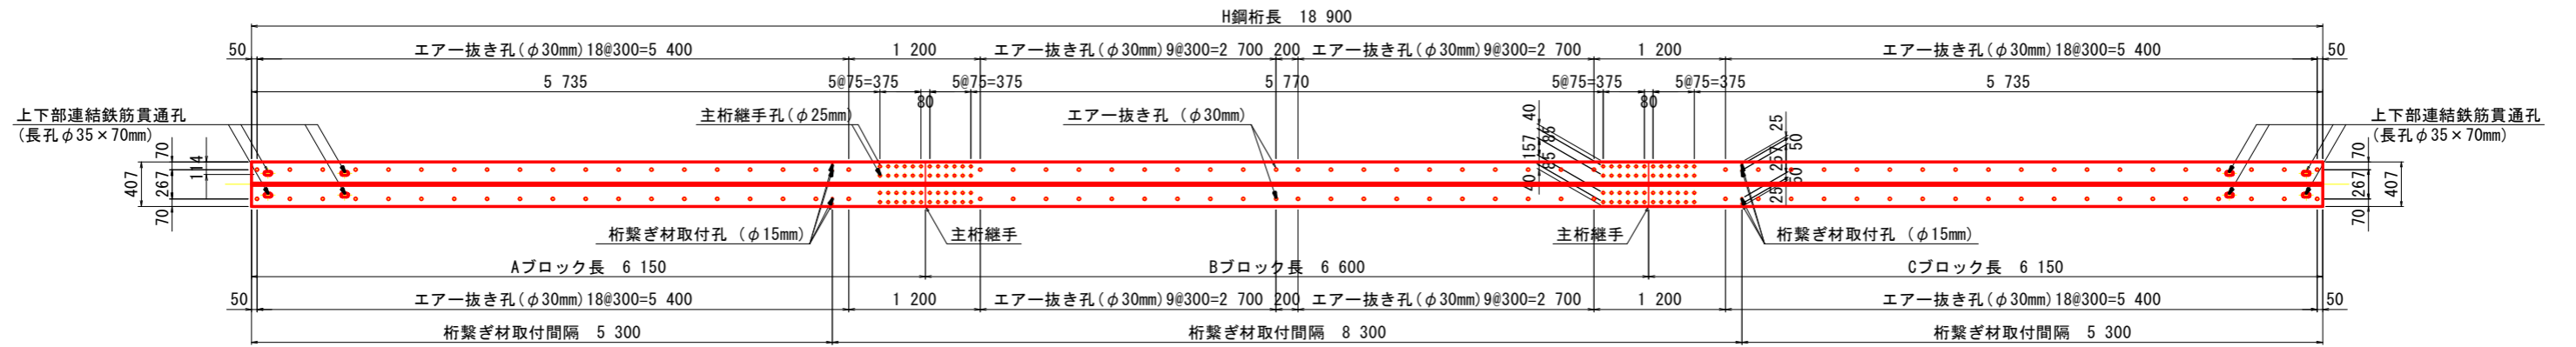 H鋼桁長 18 900
50
エアー抜き孔(φ30mm)18@300=5 400
1 200
エアー抜き孔(φ30mm)9@300=2 700
200
エアー抜き孔(φ30mm)9@300=2 700
1 200
エアー抜き孔(φ30mm)18@300=5 400
50
5 735
5@75=375
80
5@75=375
5 770
5@75=375
80
5@75=375
5 735
上下部連結鉄筋貫通孔
(長孔φ35×70mm)
主桁継手孔(φ25mm)
エアー抜き孔 (φ30mm)
上下部連結鉄筋貫通孔
(長孔φ35×70mm)
407
70
267
70
114
40
85
157
85
40
25
50
257
50
25
70
267
70
407
桁繋ぎ材取付孔 (φ15mm)
主桁継手
主桁継手
桁繋ぎ材取付孔 (φ15mm)
Aブロック長 6 150
Bブロック長 6 600
Cブロック長 6 150
50
エアー抜き孔(φ30mm)18@300=5 400
1 200
エアー抜き孔(φ30mm)9@300=2 700
200
エアー抜き孔(φ30mm)9@300=2 700
1 200
エアー抜き孔(φ30mm)18@300=5 400
50
桁繋ぎ材取付間隔 5 300
桁繋ぎ材取付間隔 8 300
桁繋ぎ材取付間隔 5 300